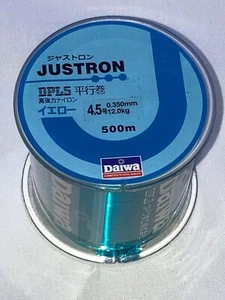 ジャストロン
JUSTRON
DPLS 平行巻
高強力ナイロン 0.350mm
イエロー 4.5号 12.0kg
500m
Daiwa